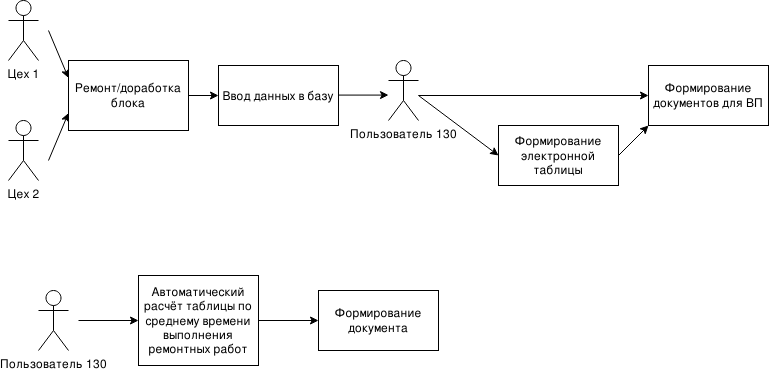 Цех 1
Ремонт/доработка
блока
Ввод данных в базу
Пользователь 130
Формирование
документов для ВП
Формирование
электронной
таблицы
Цех 2
Пользователь 130
Автоматический
расчёт таблицы по
среднему времени
выполнения
ремонтных работ
Формирование
документа